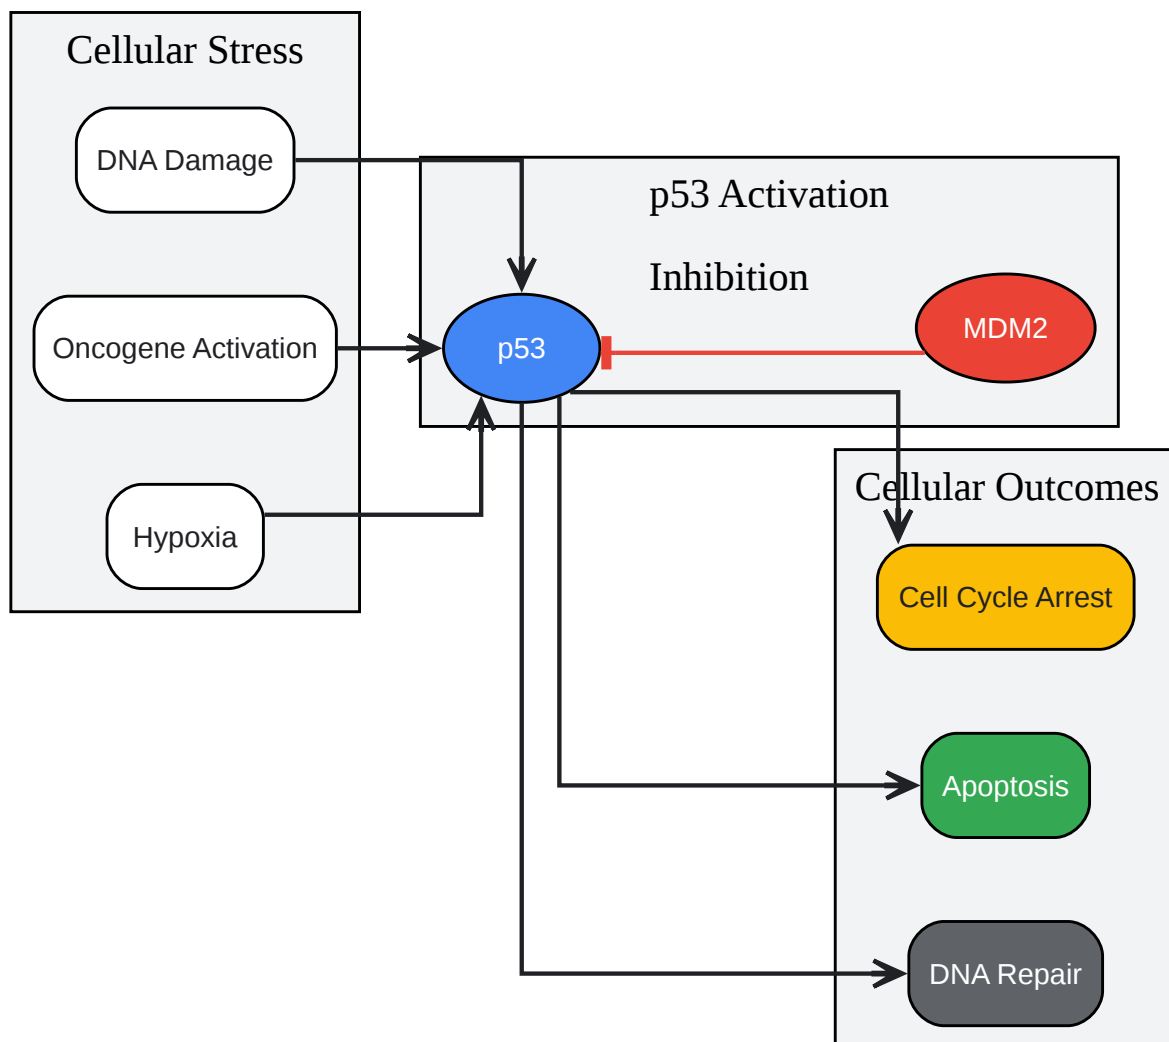 Cellular Stress
DNA Damage
Oncogene Activation
Hypoxia
p53 Activation
Inhibition
p53
MDM2
Cellular Outcomes
Cell Cycle Arrest
Apoptosis
DNA Repair